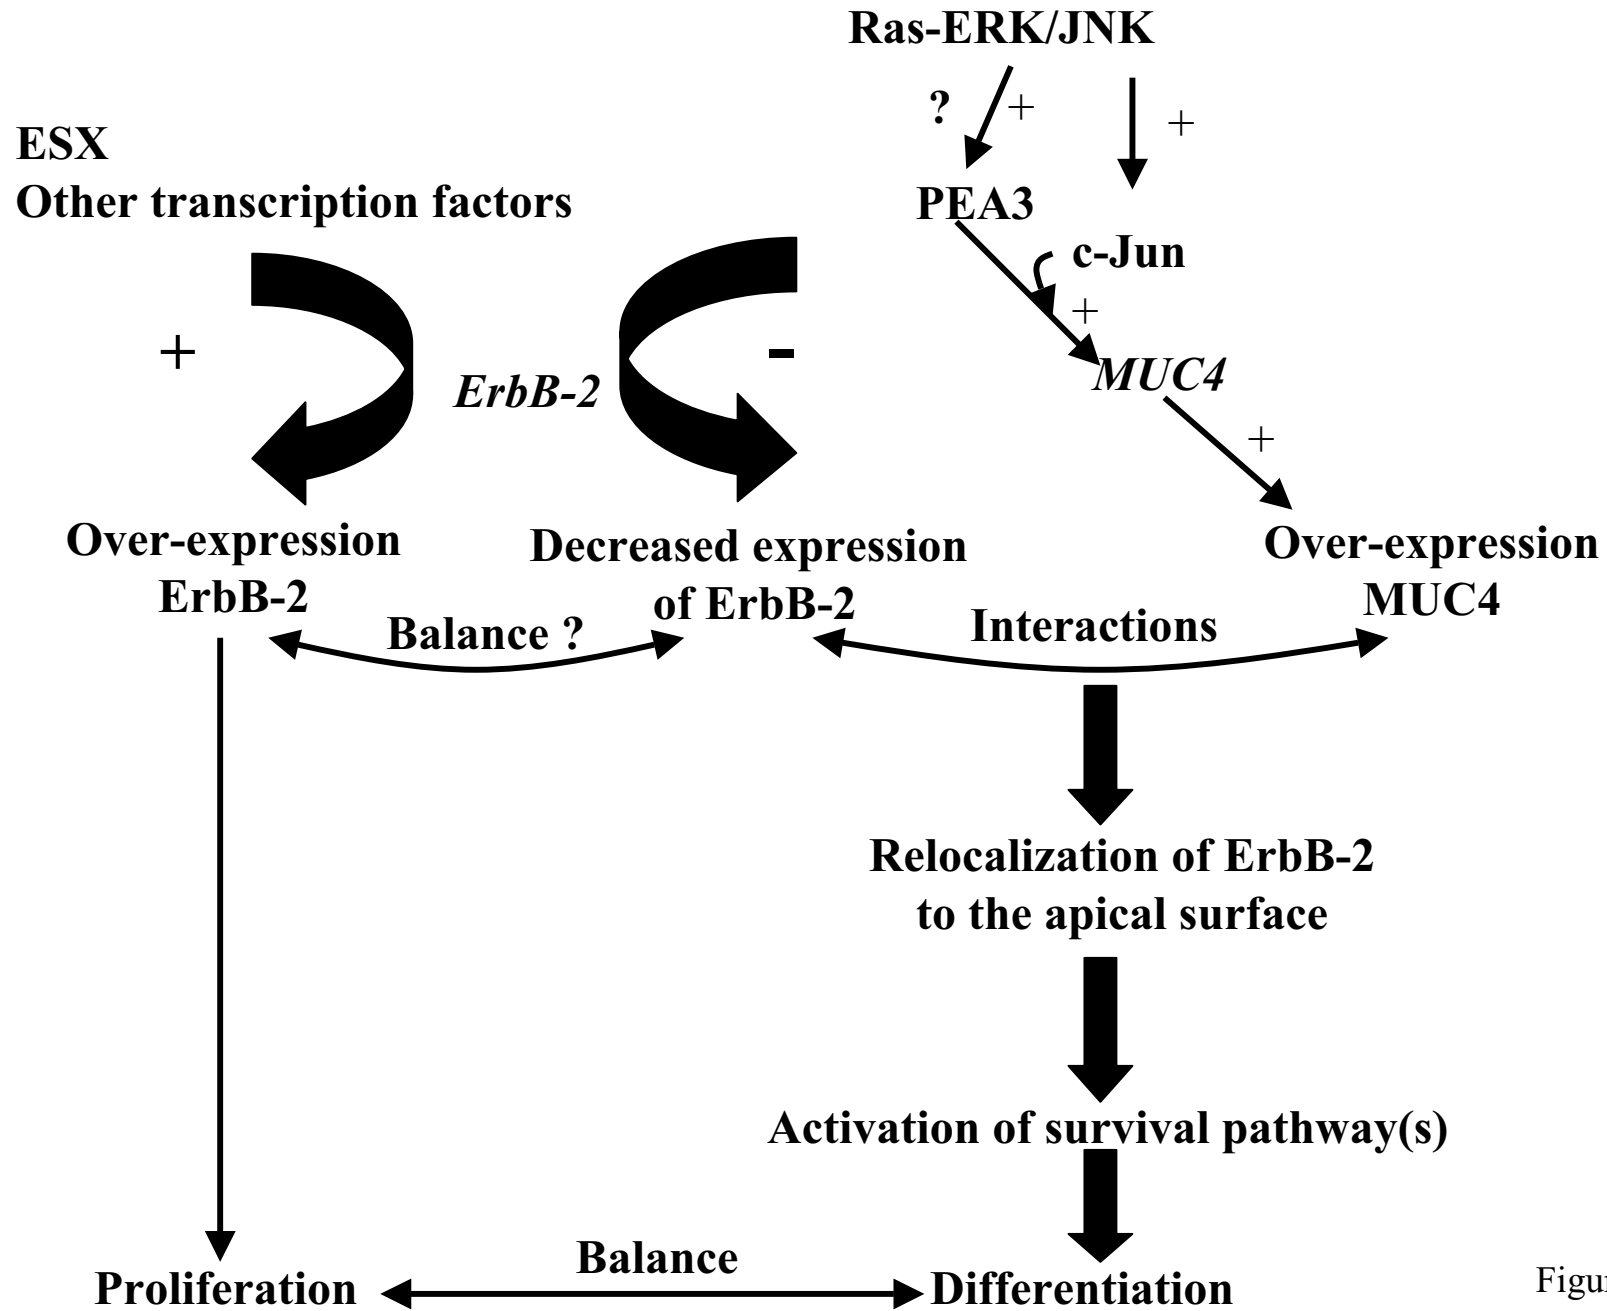 Ras-ERK/JNK
? +
+
ESX
Other transcription factors
PEA3
c-Jun
+
+
-
MUC4
ErbB-2
+
Over-expression
ErbB-2
Decreased expression
of ErbB-2
Over-expression
MUC4
Balance ?
Interactions
Relocalization of ErbB-2
to the apical surface
Activation of survival pathway(s)
Balance
Proliferation
Differentiation
Figur